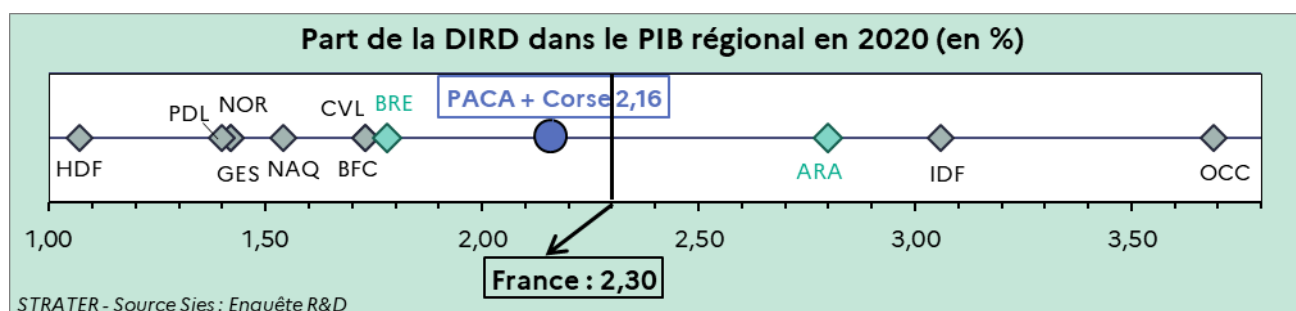 Part de la DIRD dans le PIB régional en 2020 (en %)
PACA + Corse 2,16
PDL
NOR
CVL
BRE
HDF
GES
NAQ
BFC
ARA
IDF
OCC
1,00
1,50
2,00
2,50
3,00
3,50
France : 2,30
STRATER - Source Sies : Enquête R&D